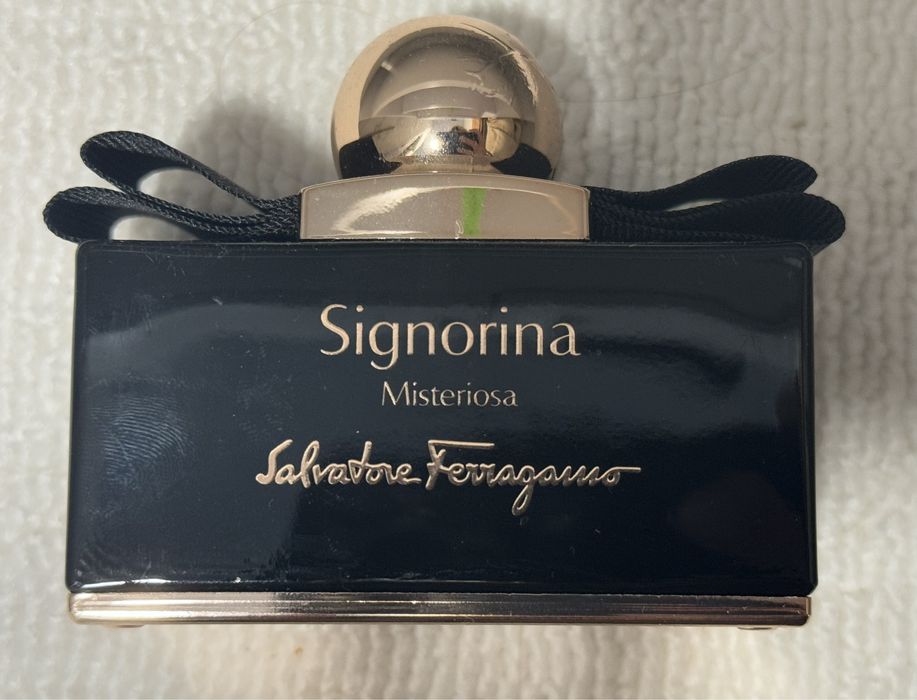 Signorina
Misteriosa
Salvatore Ferragamo